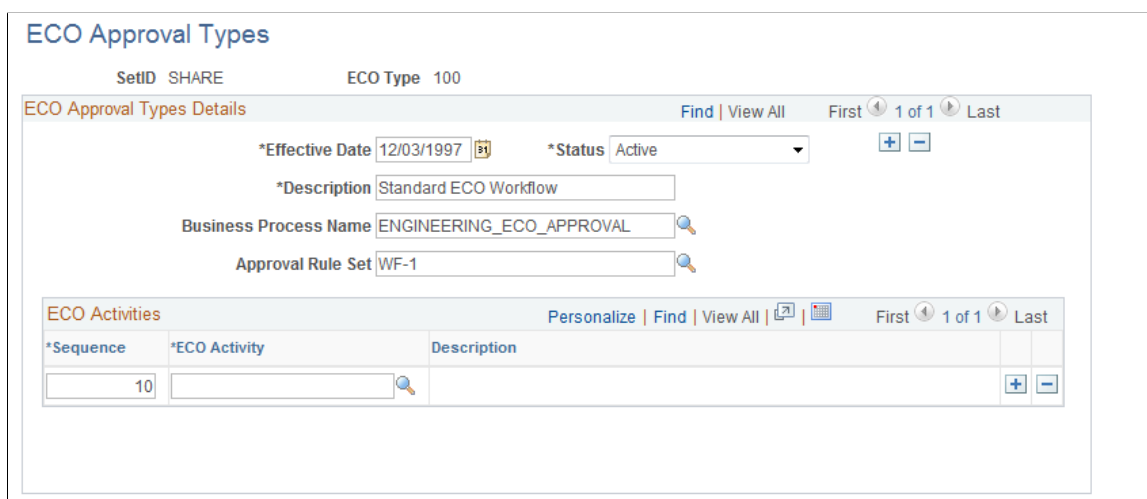 ECO Approval Types
SetID SHARE ECO Type 100
ECO Approval Types Details Find | View All First 1 of 1 Last
*Effective Date 12/03/1997 31 *Status Active
*Description Standard ECO Workflow
Business Process Name ENGINEERING_ECO_APPROVAL
Approval Rule Set WF-1
ECO Activities Personalize | Find | View All | | First 1 of 1 Last
*Sequence *ECO Activity Description
10